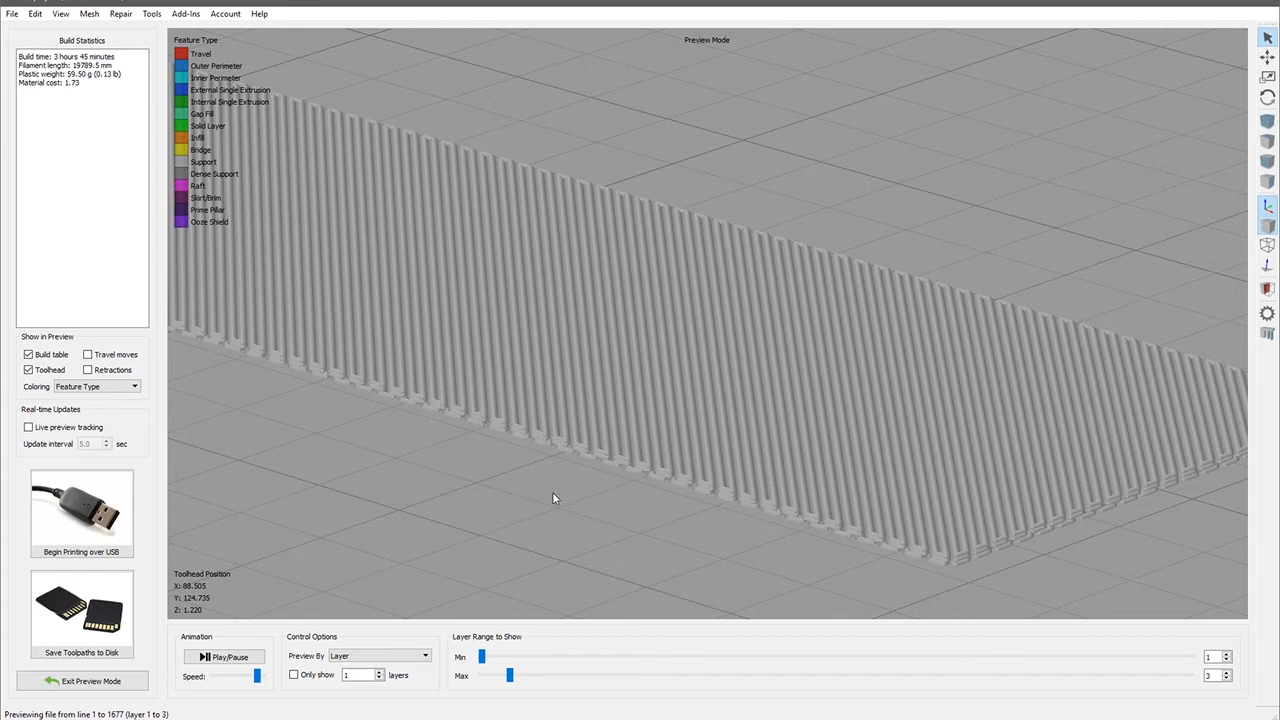 File Edit View Mesh Repair Tools Add-Ins Account Help
Build Statistics
Build time: 3 hours 45 minutes
Filament length: 19789.5 mm
Plastic weight: 59.50 g (0.13 lb)
Material cost: 1.73
Show in Preview
Build table Travel moves
Toolhead Retractions
Coloring Feature Type
Real-time Updates
Live preview tracking
Update interval 5.0 sec
Begin Printing over USB
Save Toolpaths to Disk
Exit Preview Mode
Feature Type
Travel
Outer Perimeter
Inner Perimeter
External Single Extrusion
Internal Single Extrusion
Gap Fill
Solid Layer
Infill
Bridge
Support
Dense Support
Raft
Skirt/Brim
Prime Pillar
Ooze Shield
Preview Mode
Toolhead Position
X: 88.505
Y: 124.735
Z: 1.220
Animation
Play/Pause
Speed:
Control Options
Preview By Layer
Only show 1 layers
Layer Range to Show
Min 1
Max 3
Previewing file from line 1 to 1677 (layer 1 to 3)